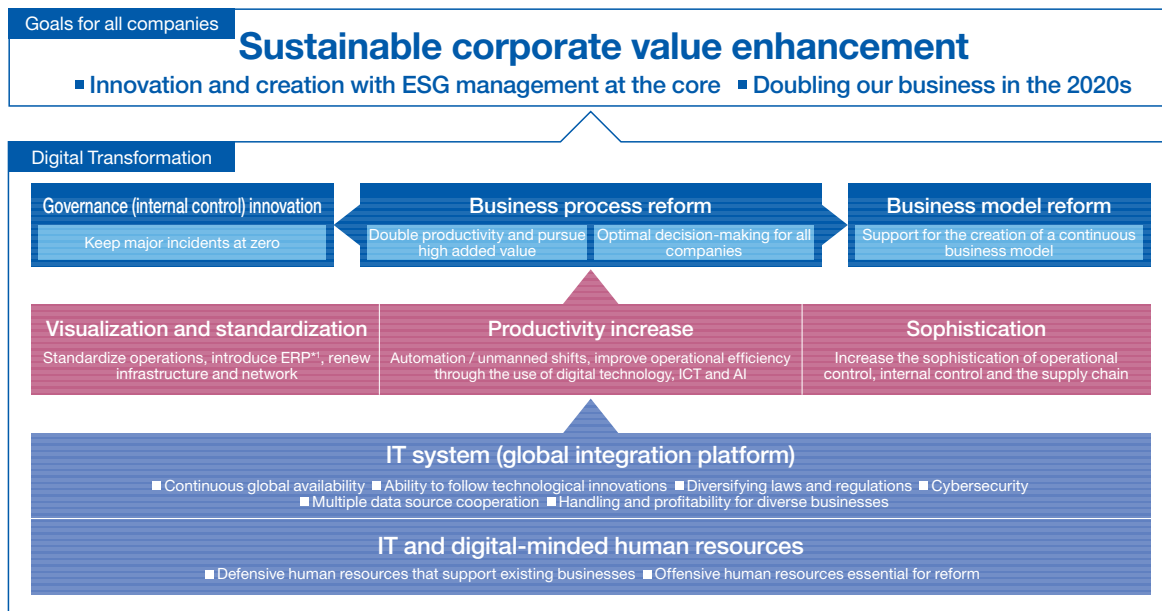 Goals for all companies
Sustainable corporate value enhancement
■ Innovation and creation with ESG management at the core ■ Doubling our business in the 2020s
Digital Transformation
Governance (internal control) innovation
Keep major incidents at zero
Business process reform
Double productivity and pursue
high added value
Optimal decision-making for all
companies
Business model reform
Support for the creation of a continuous
business model
Visualization and standardization
Standardize operations, introduce ERP*1, renew
infrastructure and network
Productivity increase
Automation / unmanned shifts, improve operational efficiency
through the use of digital technology, ICT and AI
Sophistication
Increase the sophistication of operational
control, internal control and the supply chain
IT system (global integration platform)
■ Continuous global availability ■ Ability to follow technological innovations ■ Diversifying laws and regulations ■ Cybersecurity
■ Multiple data source cooperation ■ Handling and profitability for diverse businesses
IT and digital-minded human resources
■ Defensive human resources that support existing businesses ■ Offensive human resources essential for reform